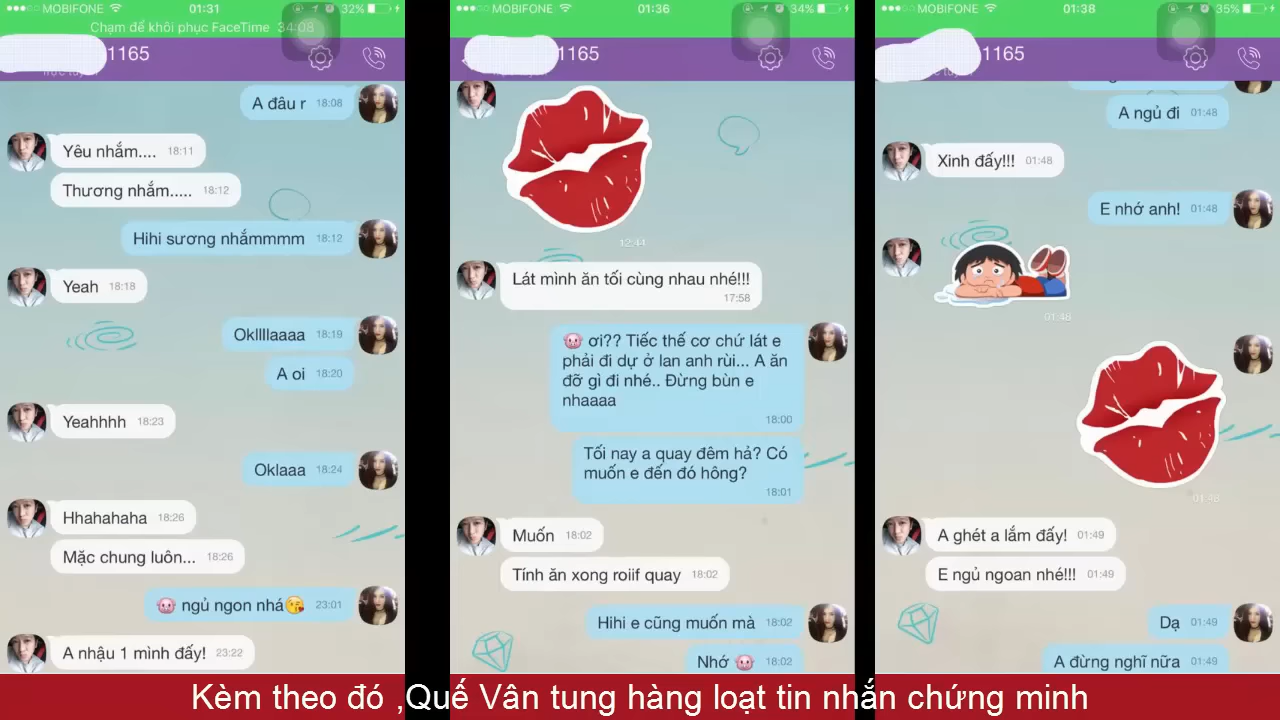 MOBIFONE 01:31 32%
Chạm để khôi phục FaceTime 34:08
1165
A đâu r 18:08
Yêu nhắm.... 18:11
Thương nhắm..... 18:12
Hihi sương nhắmmmm 18:12
Yeah 18:18
Okllllaaaa 18:19
A oi 18:20
Yeahhhh 18:23
Oklaaa 18:24
Hhahahaha 18:26
Mặc chung luôn... 18:26
🐷 ngủ ngon nhá😘 23:01
A nhậu 1 mình đấy! 23:22
MOBIFONE 01:36 34%
1165
12:44
Lát mình ăn tối cùng nhau nhé!!!
17:58
🐷 ơi?? Tiếc thế cơ chứ lát e
phải đi dự ở lan anh rùi... A ăn
đỡ gì đi nhé.. Đừng bùn e
nhaaaa
18:00
Tối nay a quay đêm hả? Có
muốn e đến đó hông?
18:01
Muốn 18:02
Tính ăn xong roiif quay 18:02
Hihi e cũng muốn mà 18:02
Nhớ 🐷 18:02
MOBIFONE 01:38 35%
1165
A ngủ đi 01:48
Xinh đấy!!! 01:48
E nhớ anh! 01:48
01:48
01:48
A ghét a lắm đấy! 01:49
E ngủ ngoan nhé!!! 01:49
Dạ 01:49
A đừng nghĩ nữa 01:49
Kèm theo đó ,Quế Vân tung hàng loạt tin nhắn chứng minh